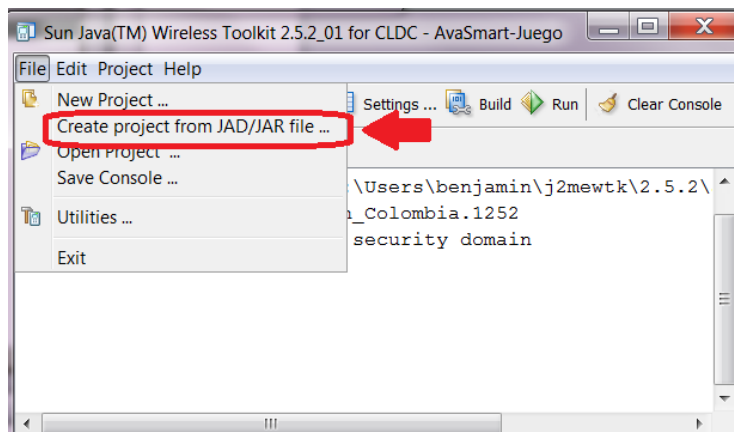 Sun Java(TM) Wireless Toolkit 2.5.2_01 for CLDC - AvaSmart-Juego
File Edit Project Help
New Project ...
Settings ... Build Run Clear Console
Create project from JAD/JAR file ...
Open Project ...
Save Console ...
:\Users\benjamin\j2mewtk\2.5.2\
Utilities ...
_Colombia.1252
security domain
Exit